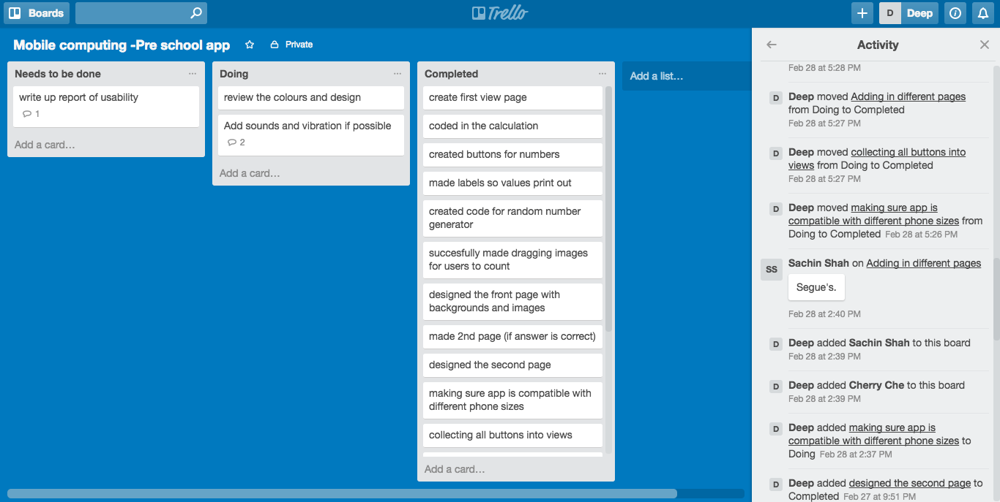 Boards
Trello
D Deep
Mobile computing -Pre school app
Private
Needs to be done
write up report of usability
1
Add a card...
Doing
review the colours and design
Add sounds and vibration if possible
2
Add a card...
Completed
create first view page
coded in the calculation
created buttons for numbers
made labels so values print out
created code for random number
generator
succesfully made dragging images
for users to count
designed the front page with
backgrounds and images
made 2nd page (if answer is correct)
designed the second page
making sure app is compatible with
different phone sizes
collecting all buttons into views
Add a card...
Add a list...
Activity
Feb 28 at 5:28 PM
D Deep moved Adding in different pages
from Doing to Completed
Feb 28 at 5:27 PM
D Deep moved collecting all buttons into
views from Doing to Completed
Feb 28 at 5:27 PM
D Deep moved making sure app is
compatible with different phone sizes from
Doing to Completed Feb 28 at 5:26 PM
SS Sachin Shah on Adding in different pages
Segue's.
Feb 28 at 2:40 PM
D Deep added Sachin Shah to this board
Feb 28 at 2:39 PM
D Deep added Cherry Che to this board
Feb 28 at 2:39 PM
D Deep added making sure app is
compatible with different phone sizes to
Doing Feb 28 at 2:37 PM
D Deep added designed the second page to
Completed Feb 27 at 9:51 PM